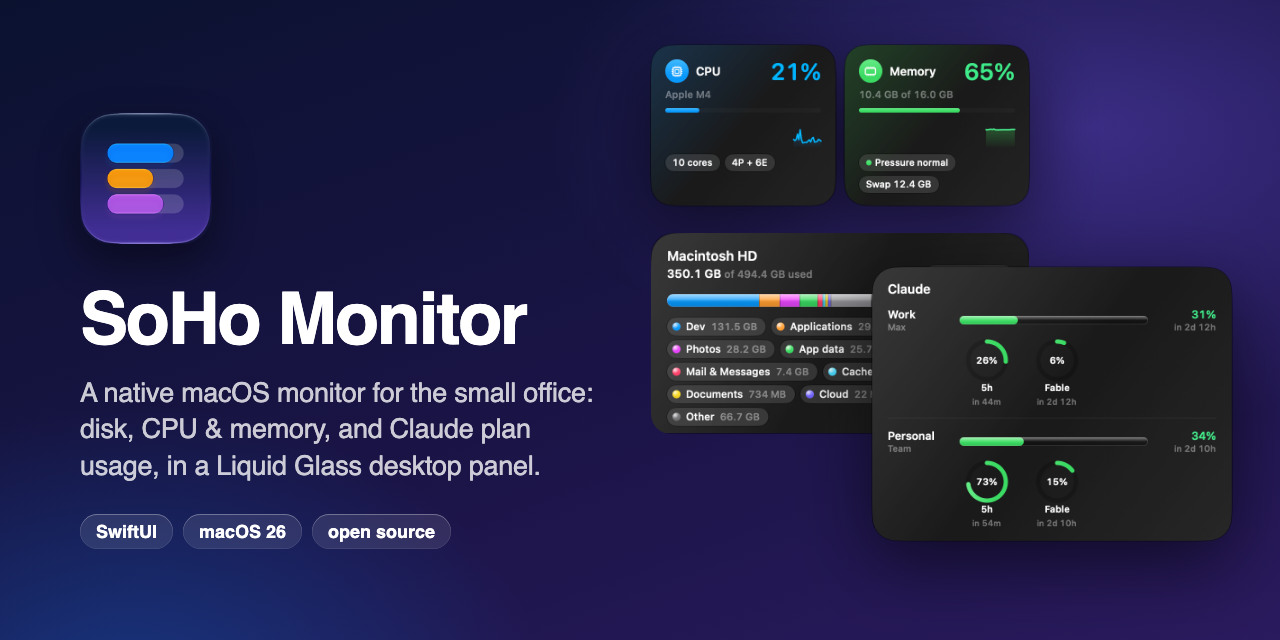 SoHo Monitor
A native macOS monitor for the small office:
disk, CPU & memory, and Claude plan
usage, in a Liquid Glass desktop panel.
SwiftUI macOS 26 open source
CPU 21%
Apple M4
10 cores 4P + 6E
Memory 65%
10.4 GB of 16.0 GB
Pressure normal
Swap 12.4 GB
Macintosh HD
350.1 GB of 494.4 GB used
Dev 131.5 GB Applications 29
Photos 28.2 GB App data 25.7
Mail & Messages 7.4 GB Cache
Documents 734 MB Cloud 22
Other 66.7 GB
Claude
Work 31%
Max in 2d 12h
26% 6%
5h Fable
in 44m in 2d 12h
Personal 34%
Team in 2d 10h
73% 15%
5h Fable
in 54m in 2d 10h